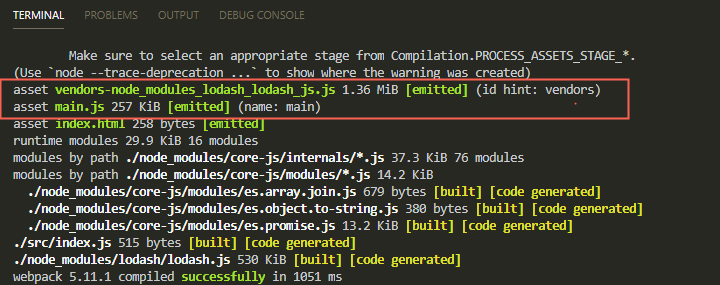 TERMINAL PROBLEMS OUTPUT DEBUG CONSOLE
Make sure to select an appropriate stage from Compilation.PROCESS_ASSETS_STAGE_*.
(Use `node --trace-deprecation ...` to show where the warning was created)
asset vendors-node_modules_lodash_lodash_js.js 1.36 MiB [emitted] (id hint: vendors)
asset main.js 257 KiB [emitted] (name: main)
asset index.html 258 bytes [emitted]
runtime modules 29.9 KiB 16 modules
modules by path ./node_modules/core-js/internals/*.js 37.3 KiB 76 modules
modules by path ./node_modules/core-js/modules/*.js 14.2 KiB
./node_modules/core-js/modules/es.array.join.js 679 bytes [built] [code generated]
./node_modules/core-js/modules/es.object.to-string.js 380 bytes [built] [code generated]
./node_modules/core-js/modules/es.promise.js 13.2 KiB [built] [code generated]
./src/index.js 515 bytes [built] [code generated]
./node_modules/lodash/lodash.js 530 KiB [built] [code generated]
webpack 5.11.1 compiled successfully in 1051 ms